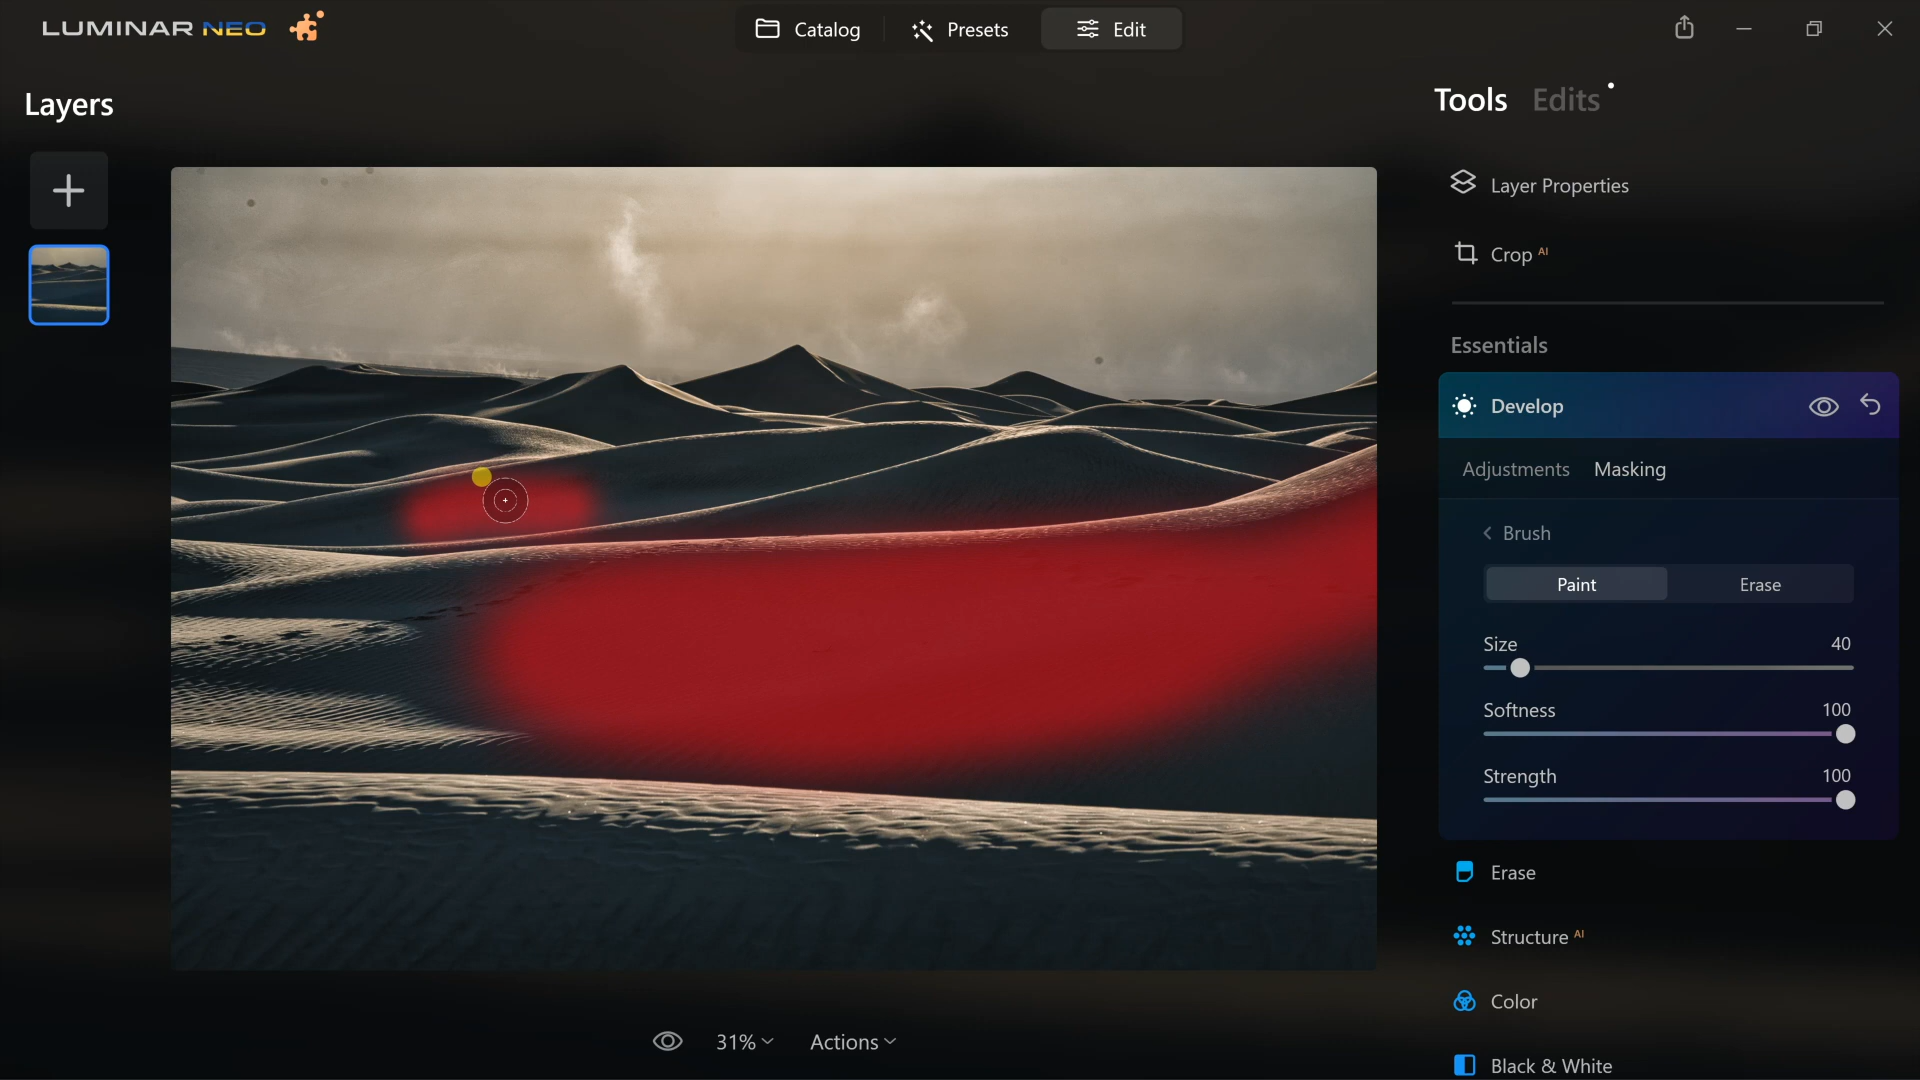 LUMINAR NEO
Catalog
Presets
Edit
Layers
Tools
Edits
Layer Properties
Crop AI
Essentials
Develop
Adjustments
Masking
Brush
Paint
Erase
Size
40
Softness
100
Strength
100
Erase
Structure AI
Color
Black & White
31%
Actions